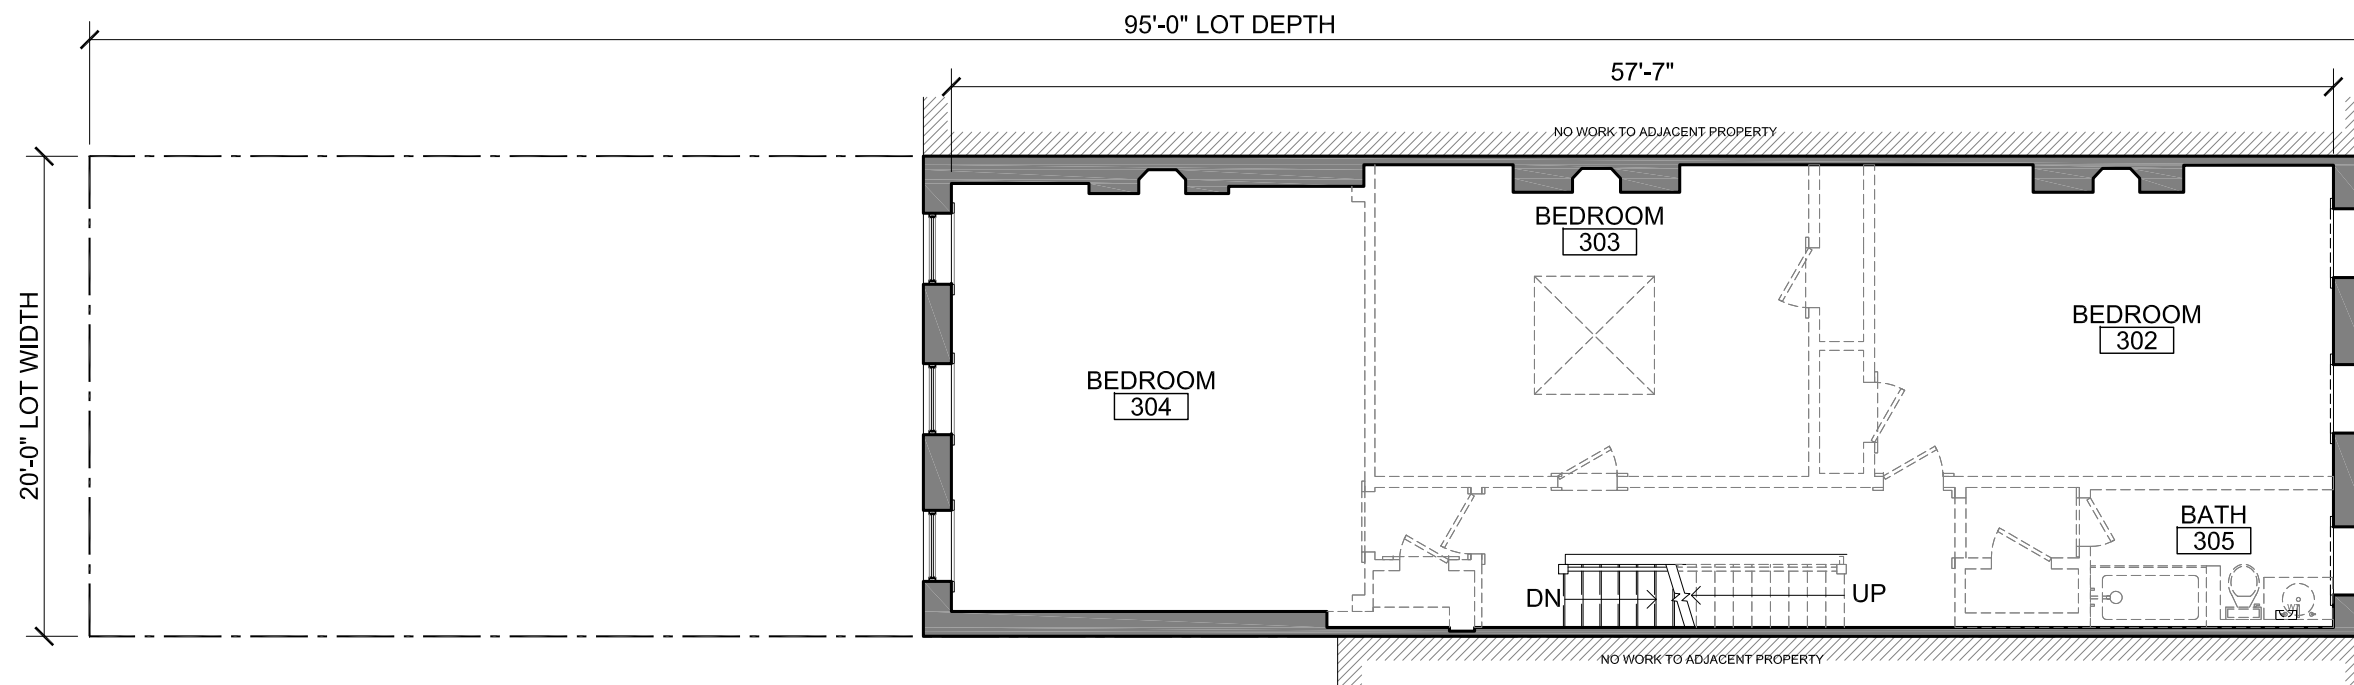 95'-0" LOT DEPTH
57'-7"
NO WORK TO ADJACENT PROPERTY
BEDROOM
303
BEDROOM
302
20'-0" LOT WIDTH
BEDROOM
304
BATH
305
DN
UP
NO WORK TO ADJACENT PROPERTY